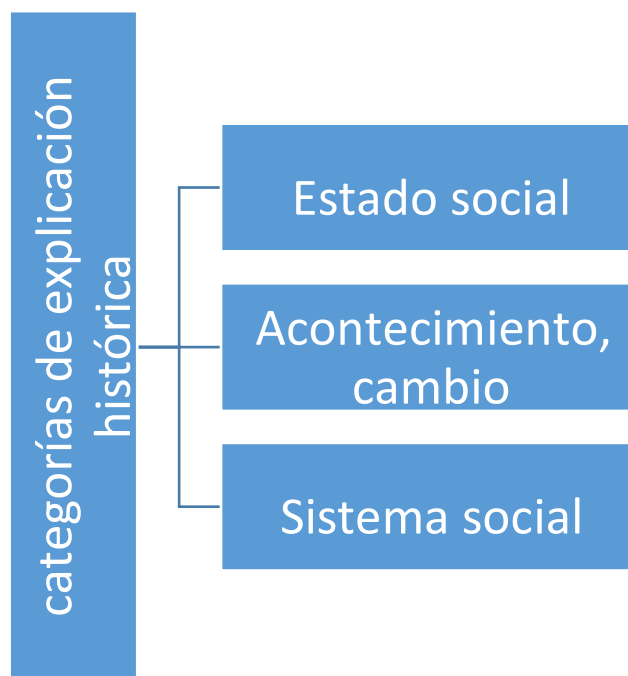 categorías de explicación
histórica
Estado social
Acontecimiento,
cambio
Sistema social